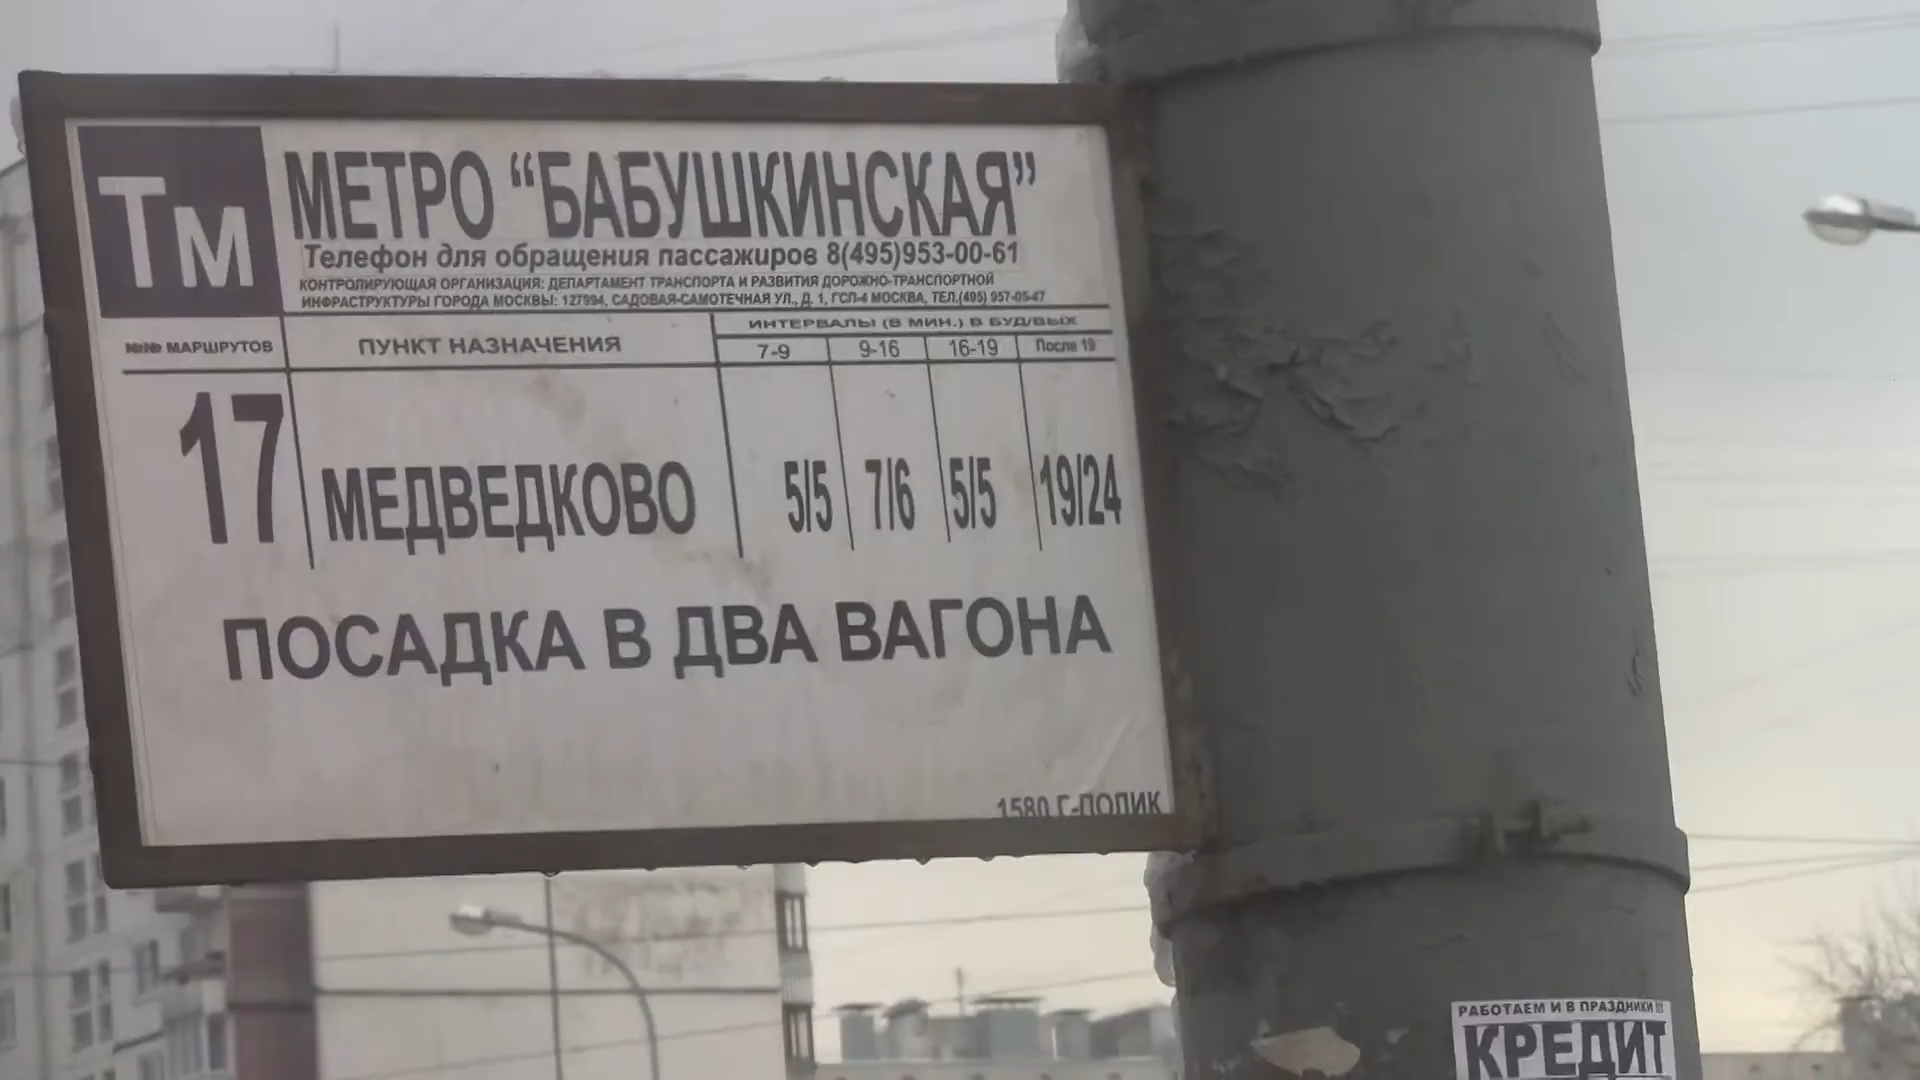 Тм
МЕТРО “БАБУШКИНСКАЯ”
Телефон для обращения пассажиров 8(495)953-00-61
КОНТРОЛИРУЮЩАЯ ОРГАНИЗАЦИЯ: ДЕПАРТАМЕНТ ТРАНСПОРТА И РАЗВИТИЯ ДОРОЖНО-ТРАНСПОРТНОЙ
ИНФРАСТРУКТУРЫ ГОРОДА МОСКВЫ: 127994, САДОВАЯ-САМОТЕЧНАЯ УЛ., Д. 1, ГСП-4 МОСКВА, ТЕЛ.(495) 957-05-47
№№ МАРШРУТОВ ПУНКТ НАЗНАЧЕНИЯ ИНТЕРВАЛЫ (В МИН.) В БУД/ВЫХ
7-9 9-16 16-19 После 19
17 МЕДВЕДКОВО 5/5 7/6 5/5 19/24
ПОСАДКА В ДВА ВАГОНА
1580 Г-ПОЛИК
РАБОТАЕМ И В ПРАЗДНИКИ !!!
КРЕДИТ